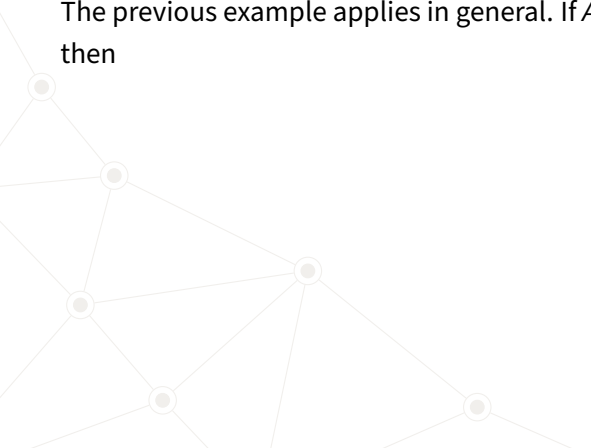 The previous example applies in general. If A
then